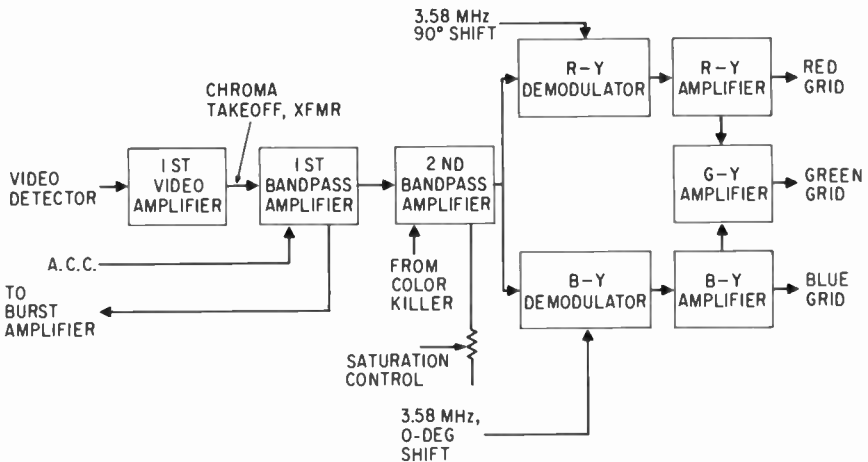 3.58 MHz
90° SHIFT
R-Y
DEMODULATOR
R-Y
AMPLIFIER
RED
GRID
CHROMA
TAKEOFF, XFMR
VIDEO
DETECTOR
1ST
VIDEO
AMPLIFIER
1ST
BANDPASS
AMPLIFIER
2ND
BANDPASS
AMPLIFIER
G-Y
AMPLIFIER
GREEN
GRID
A.C.C.
TO
BURST
AMPLIFIER
FROM
COLOR
KILLER
B-Y
DEMODULATOR
B-Y
AMPLIFIER
BLUE
GRID
SATURATION
CONTROL
3.58 MHz,
0-DEG
SHIFT